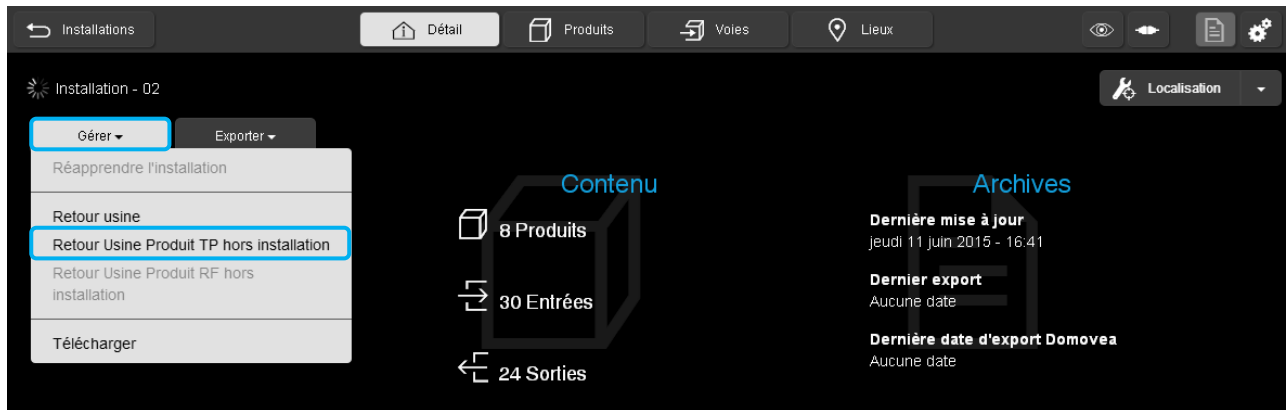 Installations
Détail
Produits
Voies
Lieux
Installation - 02
Localisation
Gérer
Exporter
Réapprendre l'installation
Retour usine
Retour Usine Produit TP hors installation
Retour Usine Produit RF hors
installation
Télécharger
Contenu
8 Produits
30 Entrées
24 Sorties
Archives
Dernière mise à jour
jeudi 11 juin 2015 - 16:41
Dernier export
Aucune date
Dernière date d'export Domovea
Aucune date